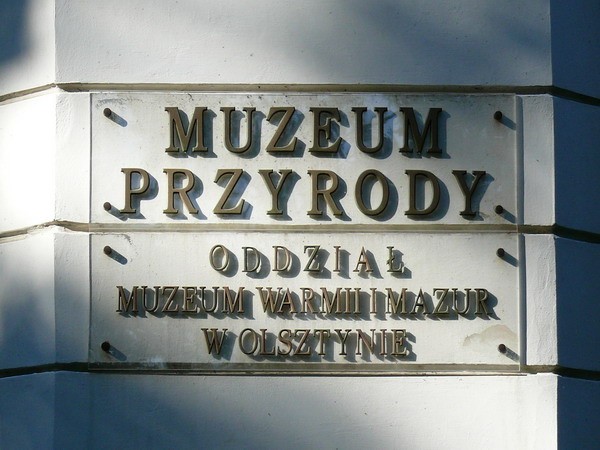 MUZEUM
PRZYRODY
ODDZIAŁ
MUZEUM WARMII I MAZUR
W OLSZTYNIE